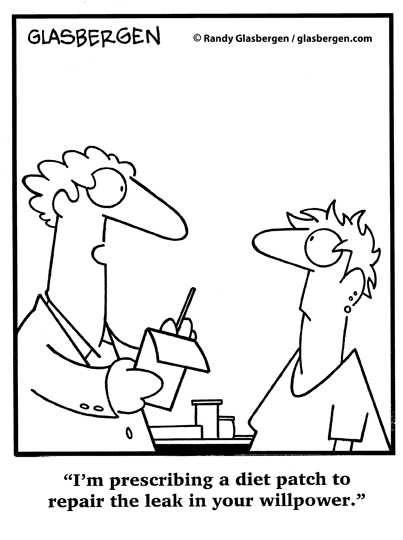 GLASBERGEN
© Randy Glasbergen / glasbergen.com
“I’m prescribing a diet patch to
repair the leak in your willpower.”